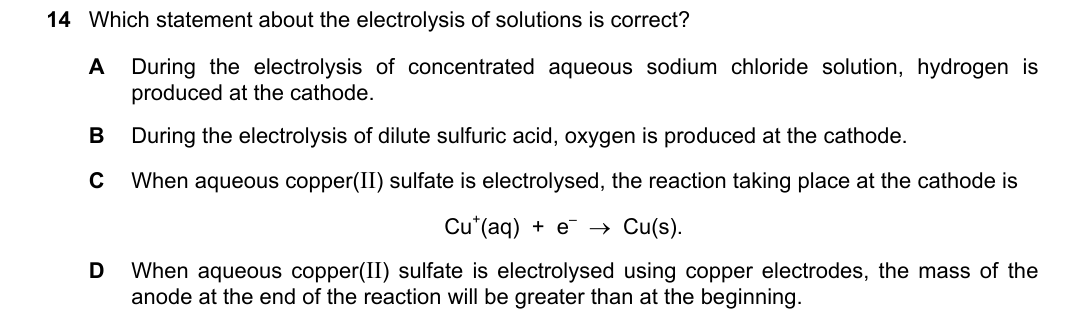 14 Which statement about the electrolysis of solutions is correct?
A During the electrolysis of concentrated aqueous sodium chloride solution, hydrogen is
produced at the cathode.
B During the electrolysis of dilute sulfuric acid, oxygen is produced at the cathode.
C When aqueous copper(II) sulfate is electrolysed, the reaction taking place at the cathode is
Cu⁺(aq) + e⁻ → Cu(s).
D When aqueous copper(II) sulfate is electrolysed using copper electrodes, the mass of the
anode at the end of the reaction will be greater than at the beginning.